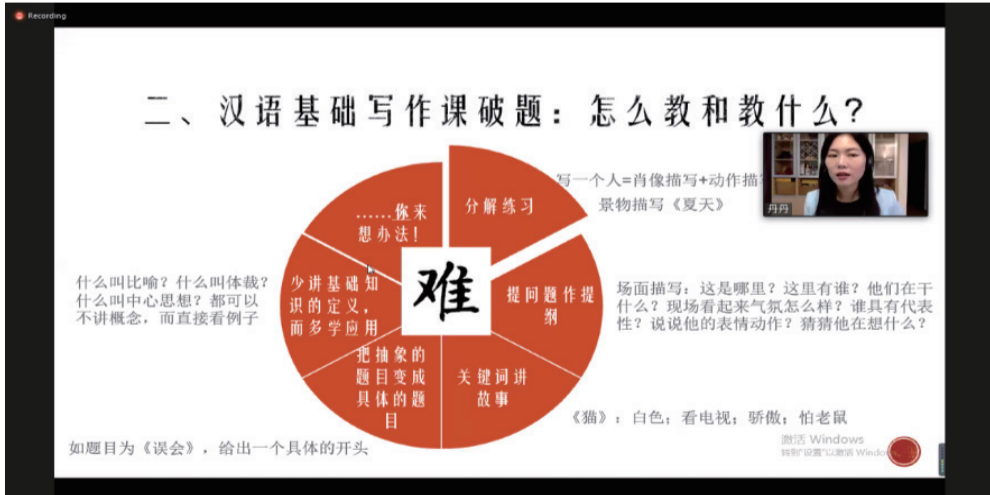 Recording
二、汉语基础写作课破题：怎么教和教什么？
写一个人=肖像描写+动作描写
景物描写《夏天》
丹丹
分解练习
……你来
想办法！
难
什么叫比喻？什么叫体裁？
什么叫中心思想？都可以
不讲概念，而直接看例子
少讲基础知
识的定义，
而多学应用
提问题作提
纲
场面描写：这是哪里？这里有谁？他们在干
什么？现场看起来气氛怎么样？谁具有代表
性？说说他的表情动作？猜猜他在想什么？
把抽象的
题目变成
具体的题
目
关键词讲
故事
《猫》：白色；看电视；骄傲；怕老鼠
如题目为《误会》，给出一个具体的开头
激活 Windows
转到"设置"以激活 Windo